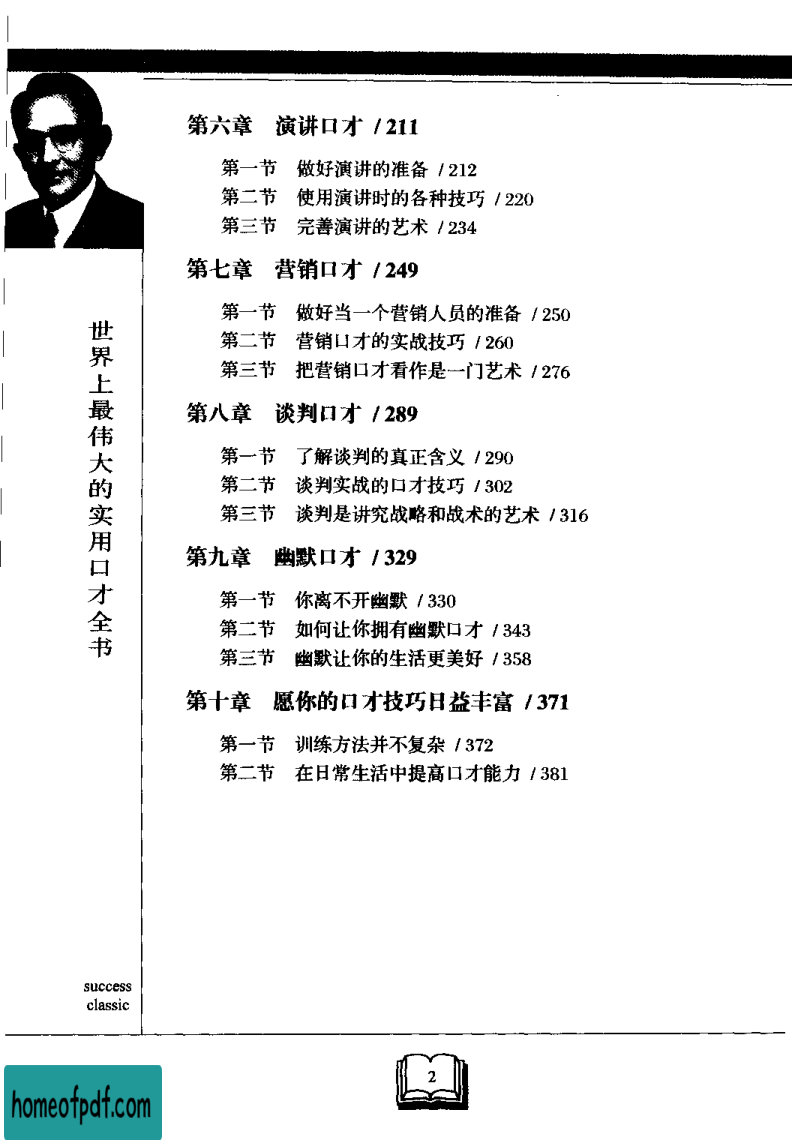 第六章 演讲口才 / 211
第一节 做好演讲的准备 / 212
第二节 使用演讲时的各种技巧 / 220
第三节 完善演讲的艺术 / 234
第七章 营销口才 / 249
第一节 做好当一个营销人员的准备 / 250
第二节 营销口才的实战技巧 / 260
第三节 把营销口才看作是一门艺术 / 276
第八章 谈判口才 / 289
第一节 了解谈判的真正含义 / 290
第二节 谈判实战的口才技巧 / 302
第三节 谈判是讲究战略和战术的艺术 / 316
第九章 幽默口才 / 329
第一节 你离不开幽默 / 330
第二节 如何让你拥有幽默口才 / 343
第三节 幽默让你的生活更美好 / 358
第十章 愿你的口才技巧日益丰富 / 371
第一节 训练方法并不复杂 / 372
第二节 在日常生活中提高口才能力 / 381
世界上最伟大的实用口才全书
success
classic
2
homeofpdf.com